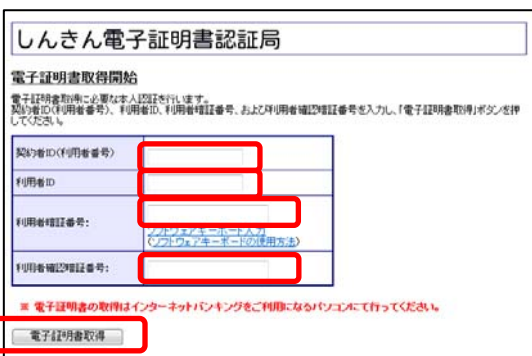 しんきん電子証明書認証局
電子証明書取得開始
電子証明書取得に必要な本人認証を行います。
契約者ID(利用者番号)、利用者ID、利用者暗証番号、および利用者確認暗証番号を入力し、「電子証明書取得」ボタンを押
してください。
契約者ID(利用者番号)
利用者ID
利用者暗証番号:
ソフトウェアキーボード入力
(ソフトウェアキーボードの使用方法)
利用者確認暗証番号:
※ 電子証明書の取得はインターネットバンキングをご利用になるパソコンにて行ってください。
電子証明書取得